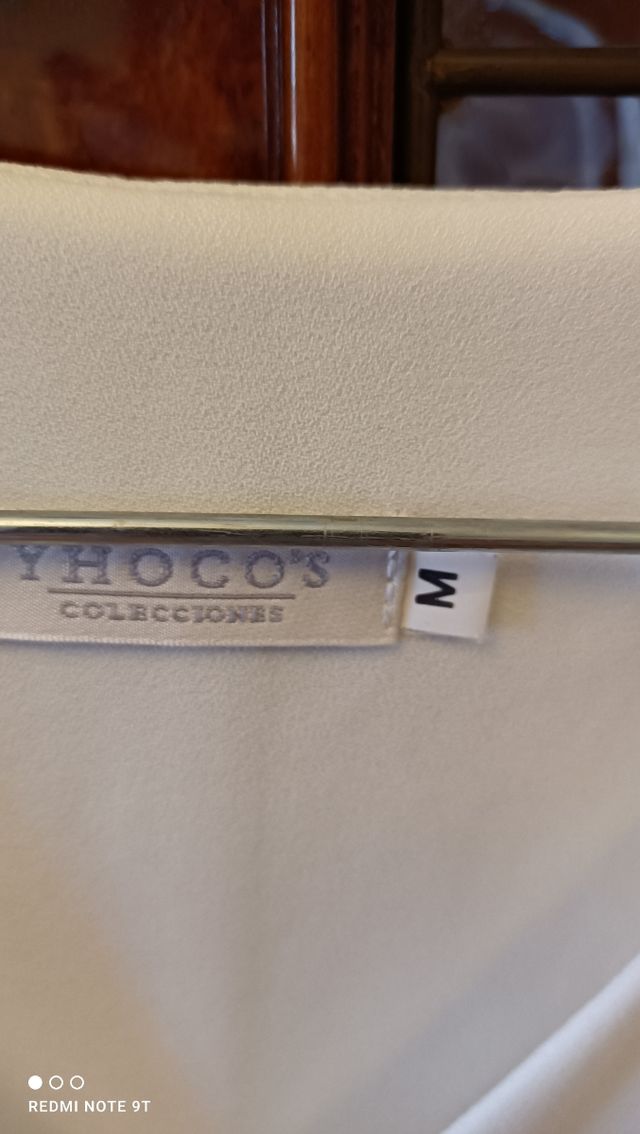 YHOCO'S
COLECCIONES
M
REDMI NOTE 9T